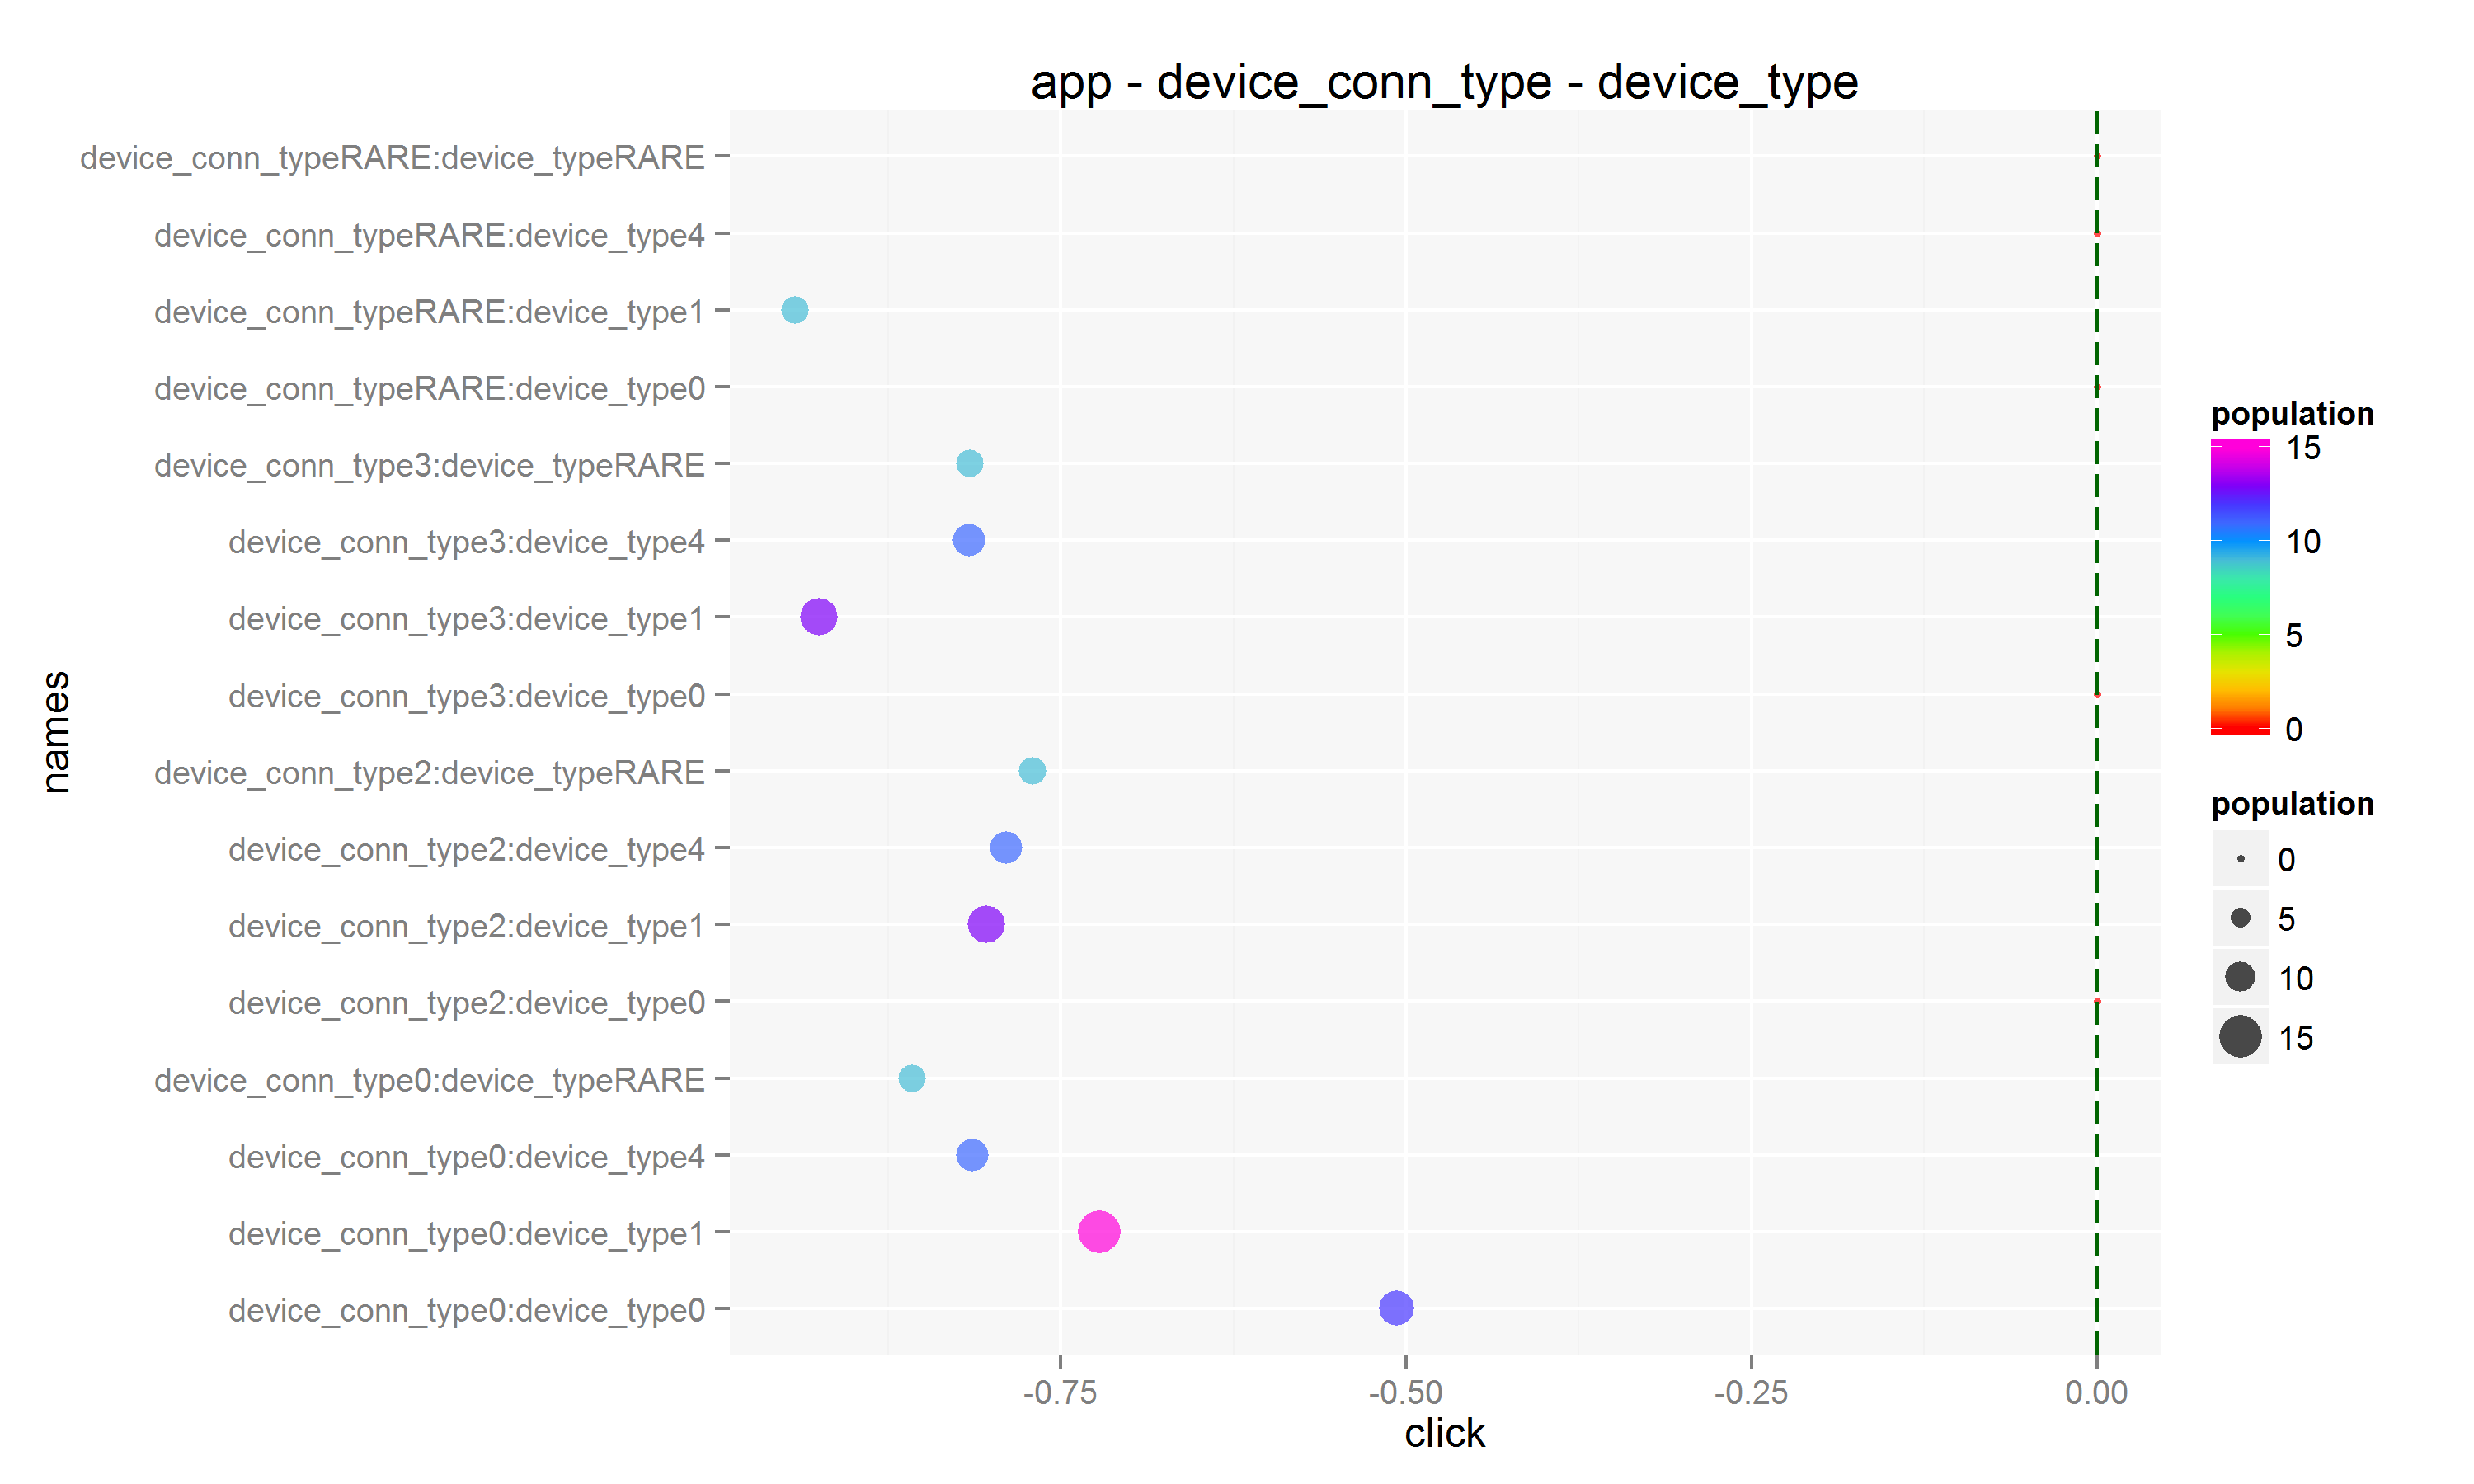 app - device_conn_type - device_type
device_conn_typeRARE:device_typeRARE
device_conn_typeRARE:device_type4
device_conn_typeRARE:device_type1
device_conn_typeRARE:device_type0
device_conn_type3:device_typeRARE
device_conn_type3:device_type4
device_conn_type3:device_type1
device_conn_type3:device_type0
device_conn_type2:device_typeRARE
device_conn_type2:device_type4
device_conn_type2:device_type1
device_conn_type2:device_type0
device_conn_type0:device_typeRARE
device_conn_type0:device_type4
device_conn_type0:device_type1
device_conn_type0:device_type0
names
-0.75
-0.50
-0.25
0.00
click
population
15
10
5
0
population
0
5
10
15